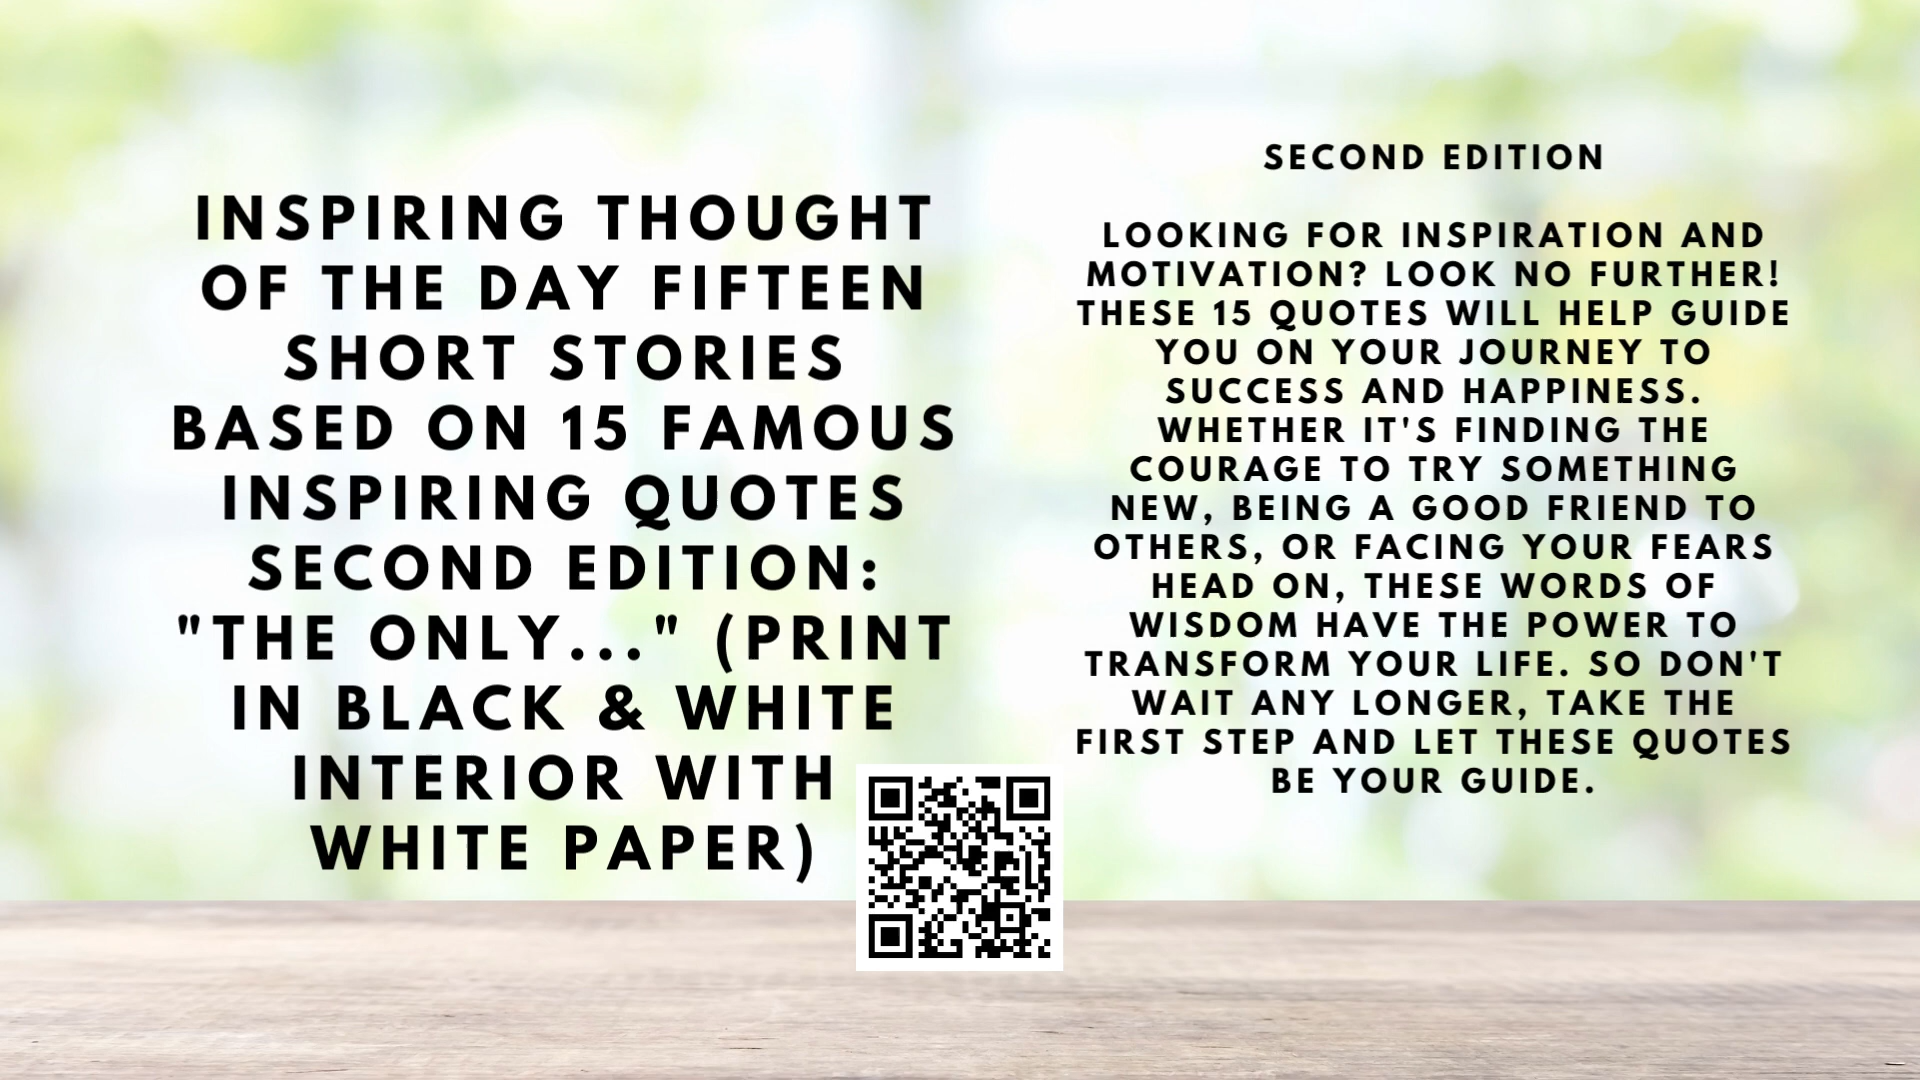 INSPIRING THOUGHT
OF THE DAY FIFTEEN
SHORT STORIES
BASED ON 15 FAMOUS
INSPIRING QUOTES
SECOND EDITION:
"THE ONLY..." (PRINT
IN BLACK & WHITE
INTERIOR WITH
WHITE PAPER)
SECOND EDITION
LOOKING FOR INSPIRATION AND
MOTIVATION? LOOK NO FURTHER!
THESE 15 QUOTES WILL HELP GUIDE
YOU ON YOUR JOURNEY TO
SUCCESS AND HAPPINESS.
WHETHER IT'S FINDING THE
COURAGE TO TRY SOMETHING
NEW, BEING A GOOD FRIEND TO
OTHERS, OR FACING YOUR FEARS
HEAD ON, THESE WORDS OF
WISDOM HAVE THE POWER TO
TRANSFORM YOUR LIFE. SO DON'T
WAIT ANY LONGER, TAKE THE
FIRST STEP AND LET THESE QUOTES
BE YOUR GUIDE.